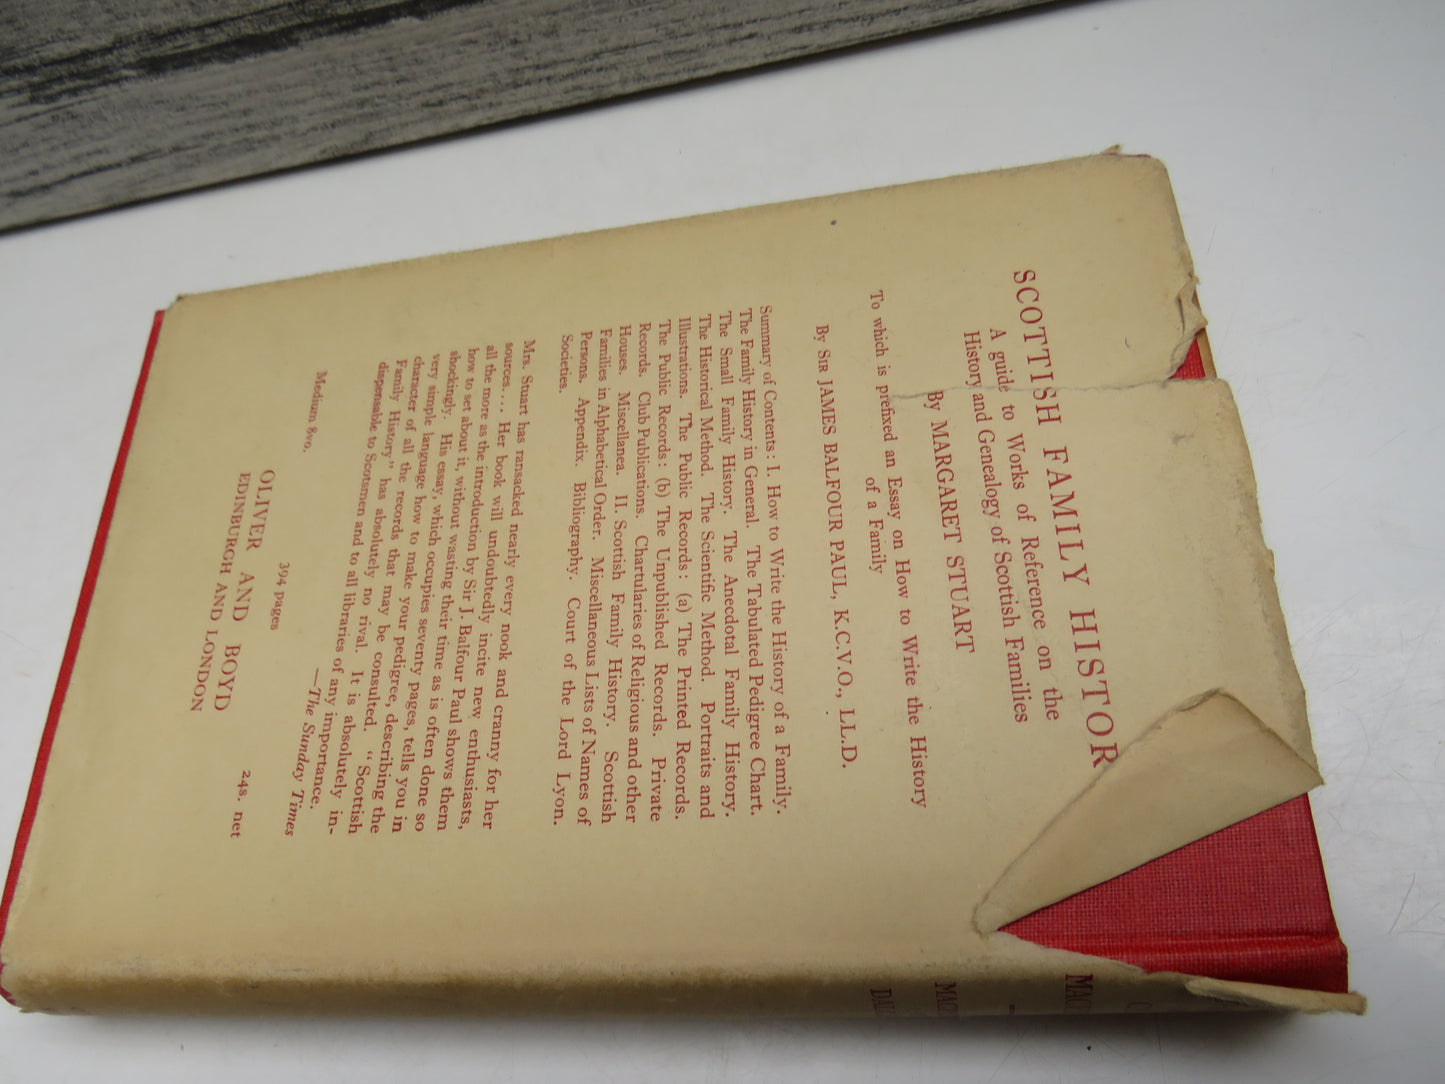 SCOTTISH FAMILY HISTOR
A guide to Works of Reference on the
History and Genealogy of Scottish Families
By MARGARET STUART
To which is prefixed an Essay on How to Write the History
of a Family
By SIR JAMES BALFOUR PAUL, K.C.V.O., LL.D.
Summary of Contents: I. How to Write the History of a Family.
The Family History in General. The Tabulated Pedigree Chart.
The Small Family History. The Anecdotal Family History.
The Historical Method. The Scientific Method. Portraits and
Illustrations. The Public Records: (a) The Printed Records.
The Public Records: (b) The Unpublished Records. Private
Records. Club Publications. Chartularies of Religious and other
Houses. Miscellanea. II. Scottish Family History. Scottish
Families in Alphabetical Order. Miscellaneous Lists of Names of
Persons. Appendix. Bibliography. Court of the Lord Lyon.
Societies.
Mrs. Stuart has ransacked nearly every nook and cranny for her
sources.... Her book will undoubtedly incite new enthusiasts,
all the more as the introduction by Sir J. Balfour Paul shows them
how to set about it, without wasting their time as is often done so
shockingly. His essay, which occupies seventy pages, tells you in
very simple language how to make your pedigree, describing the
character of all the records that may be consulted. "Scottish
Family History" has absolutely no rival. It is absolutely in-
dispensable to Scotsmen and to all libraries of any importance.
—The Sunday Times
Medium 8vo. 394 pages 24s. net
OLIVER AND BOYD
EDINBURGH AND LONDON
MAC
MAC
DA